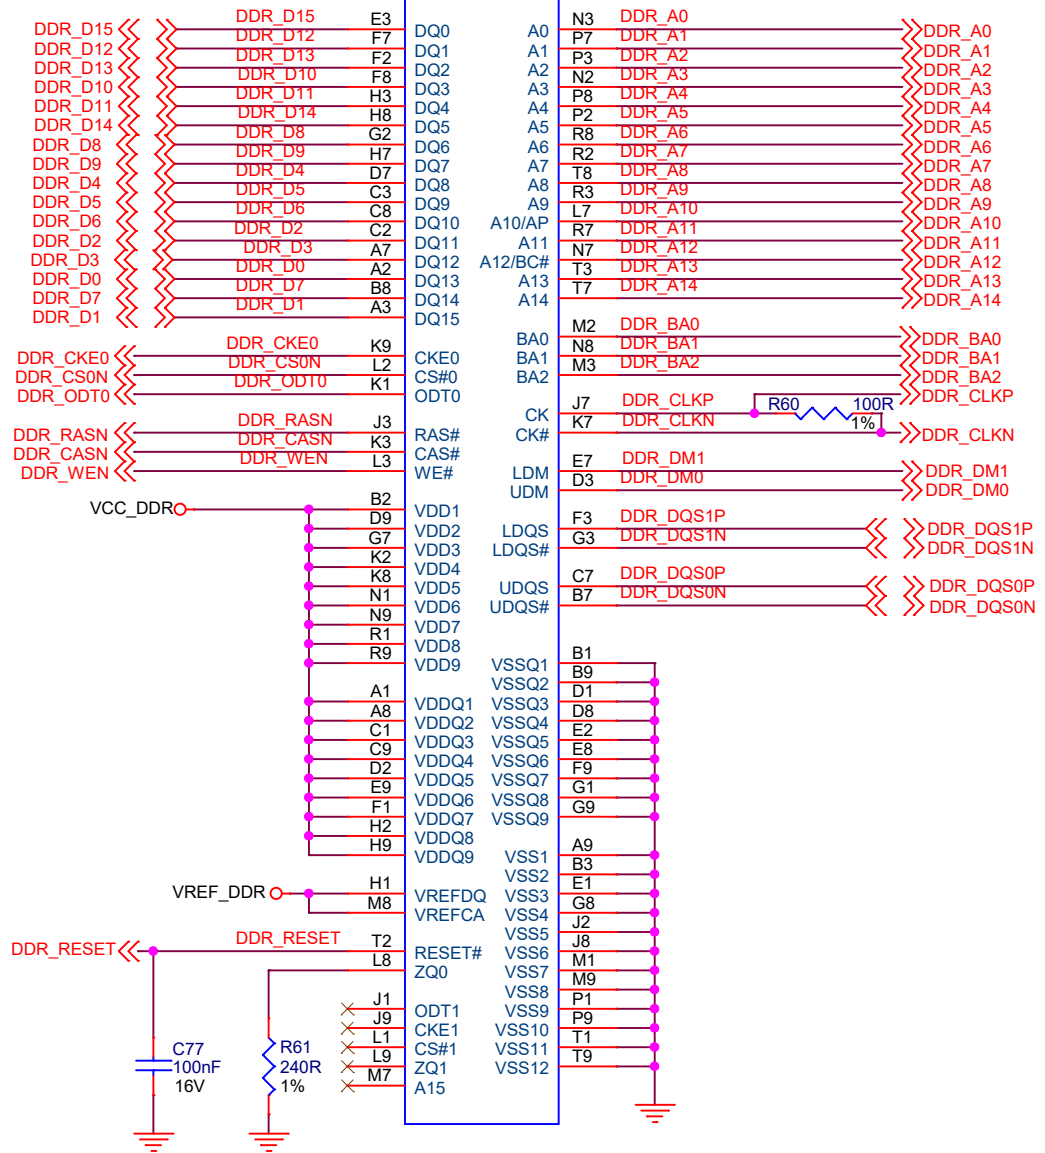 DDR_D15 DDR_D15 E3 DQ0 A0 N3 DDR_A0 DDR_A0
DDR_D12 DDR_D12 F7 DQ1 A1 P7 DDR_A1 DDR_A1
DDR_D13 DDR_D13 F2 DQ2 A2 P3 DDR_A2 DDR_A2
DDR_D10 DDR_D10 F8 DQ3 A3 N2 DDR_A3 DDR_A3
DDR_D11 DDR_D11 H3 DQ4 A4 P8 DDR_A4 DDR_A4
DDR_D14 DDR_D14 H8 DQ5 A5 P2 DDR_A5 DDR_A5
DDR_D8 DDR_D8 G2 DQ6 A6 R8 DDR_A6 DDR_A6
DDR_D9 DDR_D9 H7 DQ7 A7 R2 DDR_A7 DDR_A7
DDR_D4 DDR_D4 D7 DQ8 A8 T8 DDR_A8 DDR_A8
DDR_D5 DDR_D5 C3 DQ9 A9 R3 DDR_A9 DDR_A9
DDR_D6 DDR_D6 C8 DQ10 A10/AP L7 DDR_A10 DDR_A10
DDR_D2 DDR_D2 C2 DQ11 A11 R7 DDR_A11 DDR_A11
DDR_D3 DDR_D3 A7 DQ12 A12/BC# N7 DDR_A12 DDR_A12
DDR_D0 DDR_D0 A2 DQ13 A13 T3 DDR_A13 DDR_A13
DDR_D7 DDR_D7 B8 DQ14 A14 T7 DDR_A14 DDR_A14
DDR_D1 DDR_D1 A3 DQ15
BA0 M2 DDR_BA0 DDR_BA0
DDR_CKE0 DDR_CKE0 K9 CKE0 BA1 N8 DDR_BA1 DDR_BA1
DDR_CS0N DDR_CS0N L2 CS#0 BA2 M3 DDR_BA2 DDR_BA2
DDR_ODT0 DDR_ODT0 K1 ODT0 DDR_CLKP
CK J7 DDR_CLKP R60 100R
1%
DDR_RASN DDR_RASN J3 RAS# CK# K7 DDR_CLKN DDR_CLKN
DDR_CASN DDR_CASN K3 CAS#
DDR_WEN DDR_WEN L3 WE# LDM E7 DDR_DM1 DDR_DM1
UDM D3 DDR_DM0 DDR_DM0
VCC_DDR B2 VDD1
D9 VDD2 LDQS F3 DDR_DQS1P DDR_DQS1P
G7 VDD3 LDQS# G3 DDR_DQS1N DDR_DQS1N
K2 VDD4
K8 VDD5 UDQS C7 DDR_DQS0P DDR_DQS0P
N1 VDD6 UDQS# B7 DDR_DQS0N DDR_DQS0N
N9 VDD7
R1 VDD8
R9 VDD9 VSSQ1 B1
VSSQ2 B9
A1 VDDQ1 VSSQ3 D1
A8 VDDQ2 VSSQ4 D8
C1 VDDQ3 VSSQ5 E2
C9 VDDQ4 VSSQ6 E8
D2 VDDQ5 VSSQ7 F9
E9 VDDQ6 VSSQ8 G1
F1 VDDQ7 VSSQ9 G9
H2 VDDQ8
H9 VDDQ9 VSS1 A9
VSS2 B3
VREF_DDR H1 VREFDQ VSS3 E1
M8 VREFCA VSS4 G8
VSS5 J2
DDR_RESET DDR_RESET T2 RESET# VSS6 J8
L8 ZQ0 VSS7 M1
VSS8 M9
J1 ODT1 VSS9 P1
J9 CKE1 VSS10 P9
L1 CS#1 VSS11 T1
L9 ZQ1 VSS12 T9
M7 A15
C77
100nF
16V
R61
240R
1%